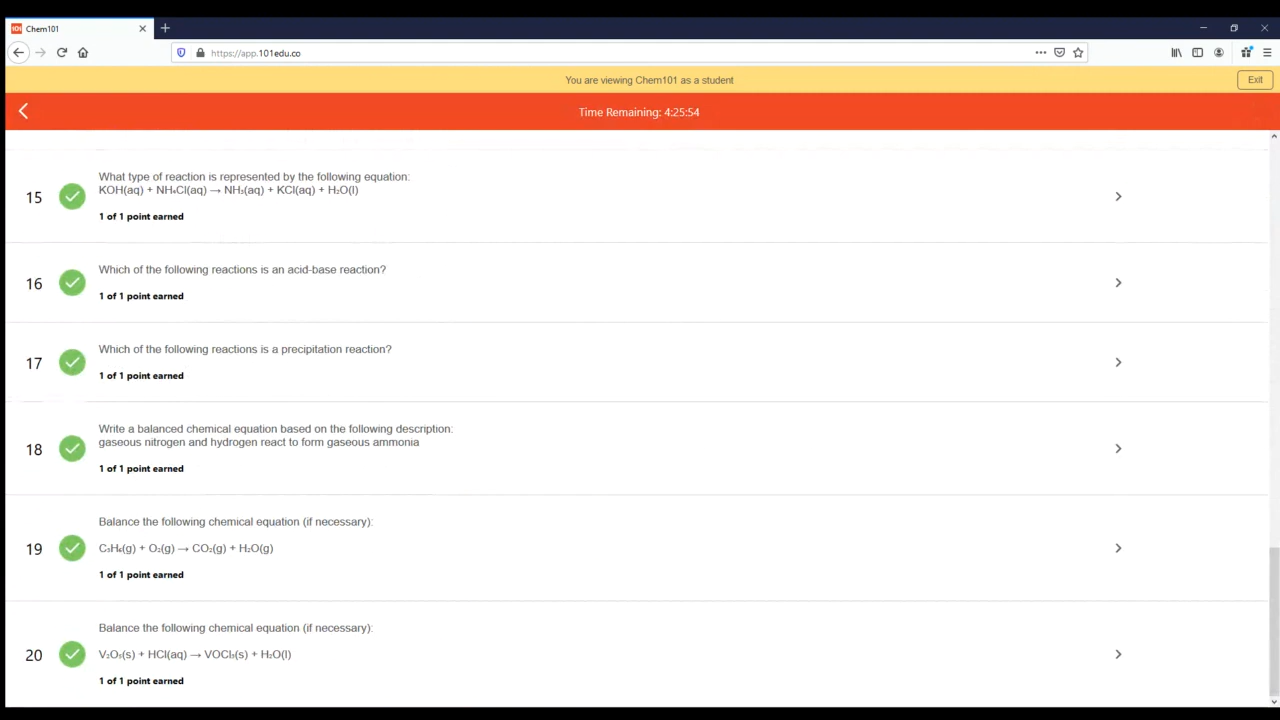 Chem101
https://app.101edu.co
You are viewing Chem101 as a student
Exit
Time Remaining: 4:25:54
15
What type of reaction is represented by the following equation:
KOH(aq) + NH₄Cl(aq) → NH₃(aq) + KCl(aq) + H₂O(l)
1 of 1 point earned
16
Which of the following reactions is an acid-base reaction?
1 of 1 point earned
17
Which of the following reactions is a precipitation reaction?
1 of 1 point earned
18
Write a balanced chemical equation based on the following description:
gaseous nitrogen and hydrogen react to form gaseous ammonia
1 of 1 point earned
19
Balance the following chemical equation (if necessary):
C₃H₆(g) + O₂(g) → CO₂(g) + H₂O(g)
1 of 1 point earned
20
Balance the following chemical equation (if necessary):
V₂O₅(s) + HCl(aq) → VOCl₃(s) + H₂O(l)
1 of 1 point earned